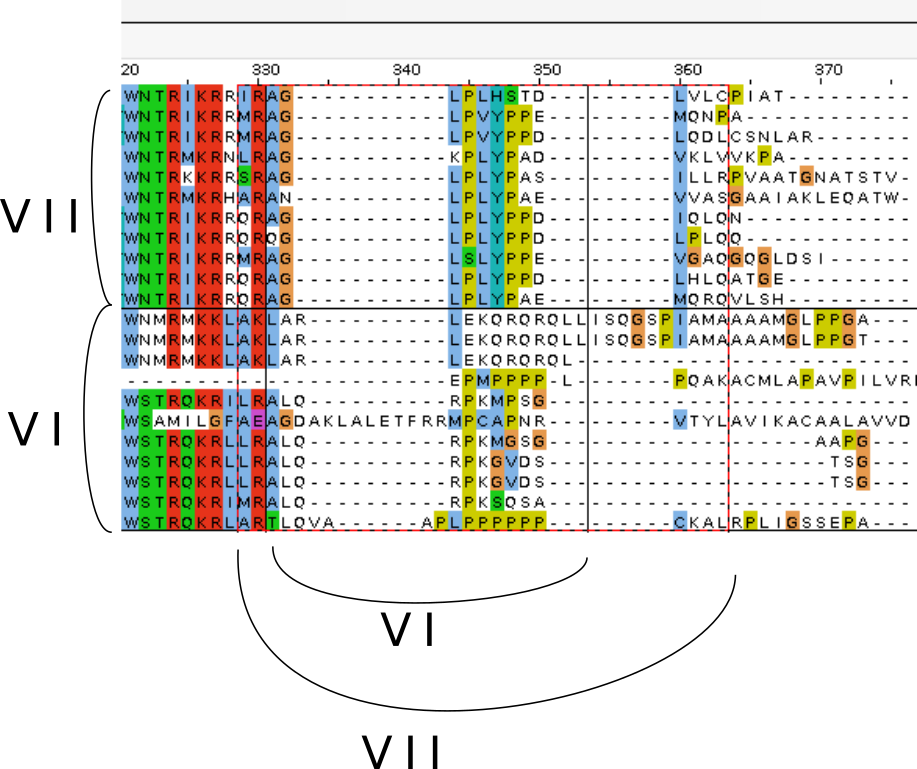 20 330 340 350 360 370
WNTRIKRRIRAG-----------LPLHSTD---------LVLCPIAT---------
WNTRIKRRMRAG-----------LPVYPPE---------MQNPA------------
WNTRIKRRMRAG-----------LPVYPPD---------LQDLCSNLAR-------
WNTRMKRNLRAG-----------KPLYPAD---------VKLVVKPA---------
WNTRKKRRSRAG-----------LPLYPAS---------ILLRPVAATGNATSTV-
WNTRMKRHARAN-----------LPLYPAE---------VVASGAAIAKLEQATW-
WNTRIKRRQRAG-----------LPLYPPD---------IQLQN------------
WNTRIKRRQRQG-----------LPLYPPD---------LPLQQ------------
WNTRIKRRMRAG-----------LSLYPPE---------VGAQGQGLDSI------
WNTRIKRRQRAG-----------LPLYPPD---------LHLQATGE---------
WNTRIKRRQRAG-----------LPLYPAE---------MQRQVLSH---------
VII
WNMRMKKLAKLAR----------LEKQRQRQLLISQGSPIAMAAAAMGLPPGA---
WNMRMKKLAKLAR----------LEKQRQRQLLISQGSPIAMAAAAMGLPPGT---
WNMRMKKLAKLAR----------LEKQRQRQL------------------------
-----------------------EPMPPPP-L-------PQAKACMLAPAVPILVRI
WSTRQKRILRALQ----------RPKMPSG--------------------------
WSAMILGFAEAGDAKLALETFRRMPCAPNR---------VTYLAVIKACAALAVVD
WSTRQKRLLRALQ----------RPKMGSG-------------------AAPG---
WSTRQKRLLRALQ----------RPKGVDS--------------------TSG---
WSTRQKRLLRALQ----------RPKGVDS--------------------TSG---
WSTRQKRIMRALQ----------RPKSQSA--------------------------
WSTRQKRLARTLQVA------APLPPPPPP---------CKALRPLIGSSEPA---
VI
VI
VII